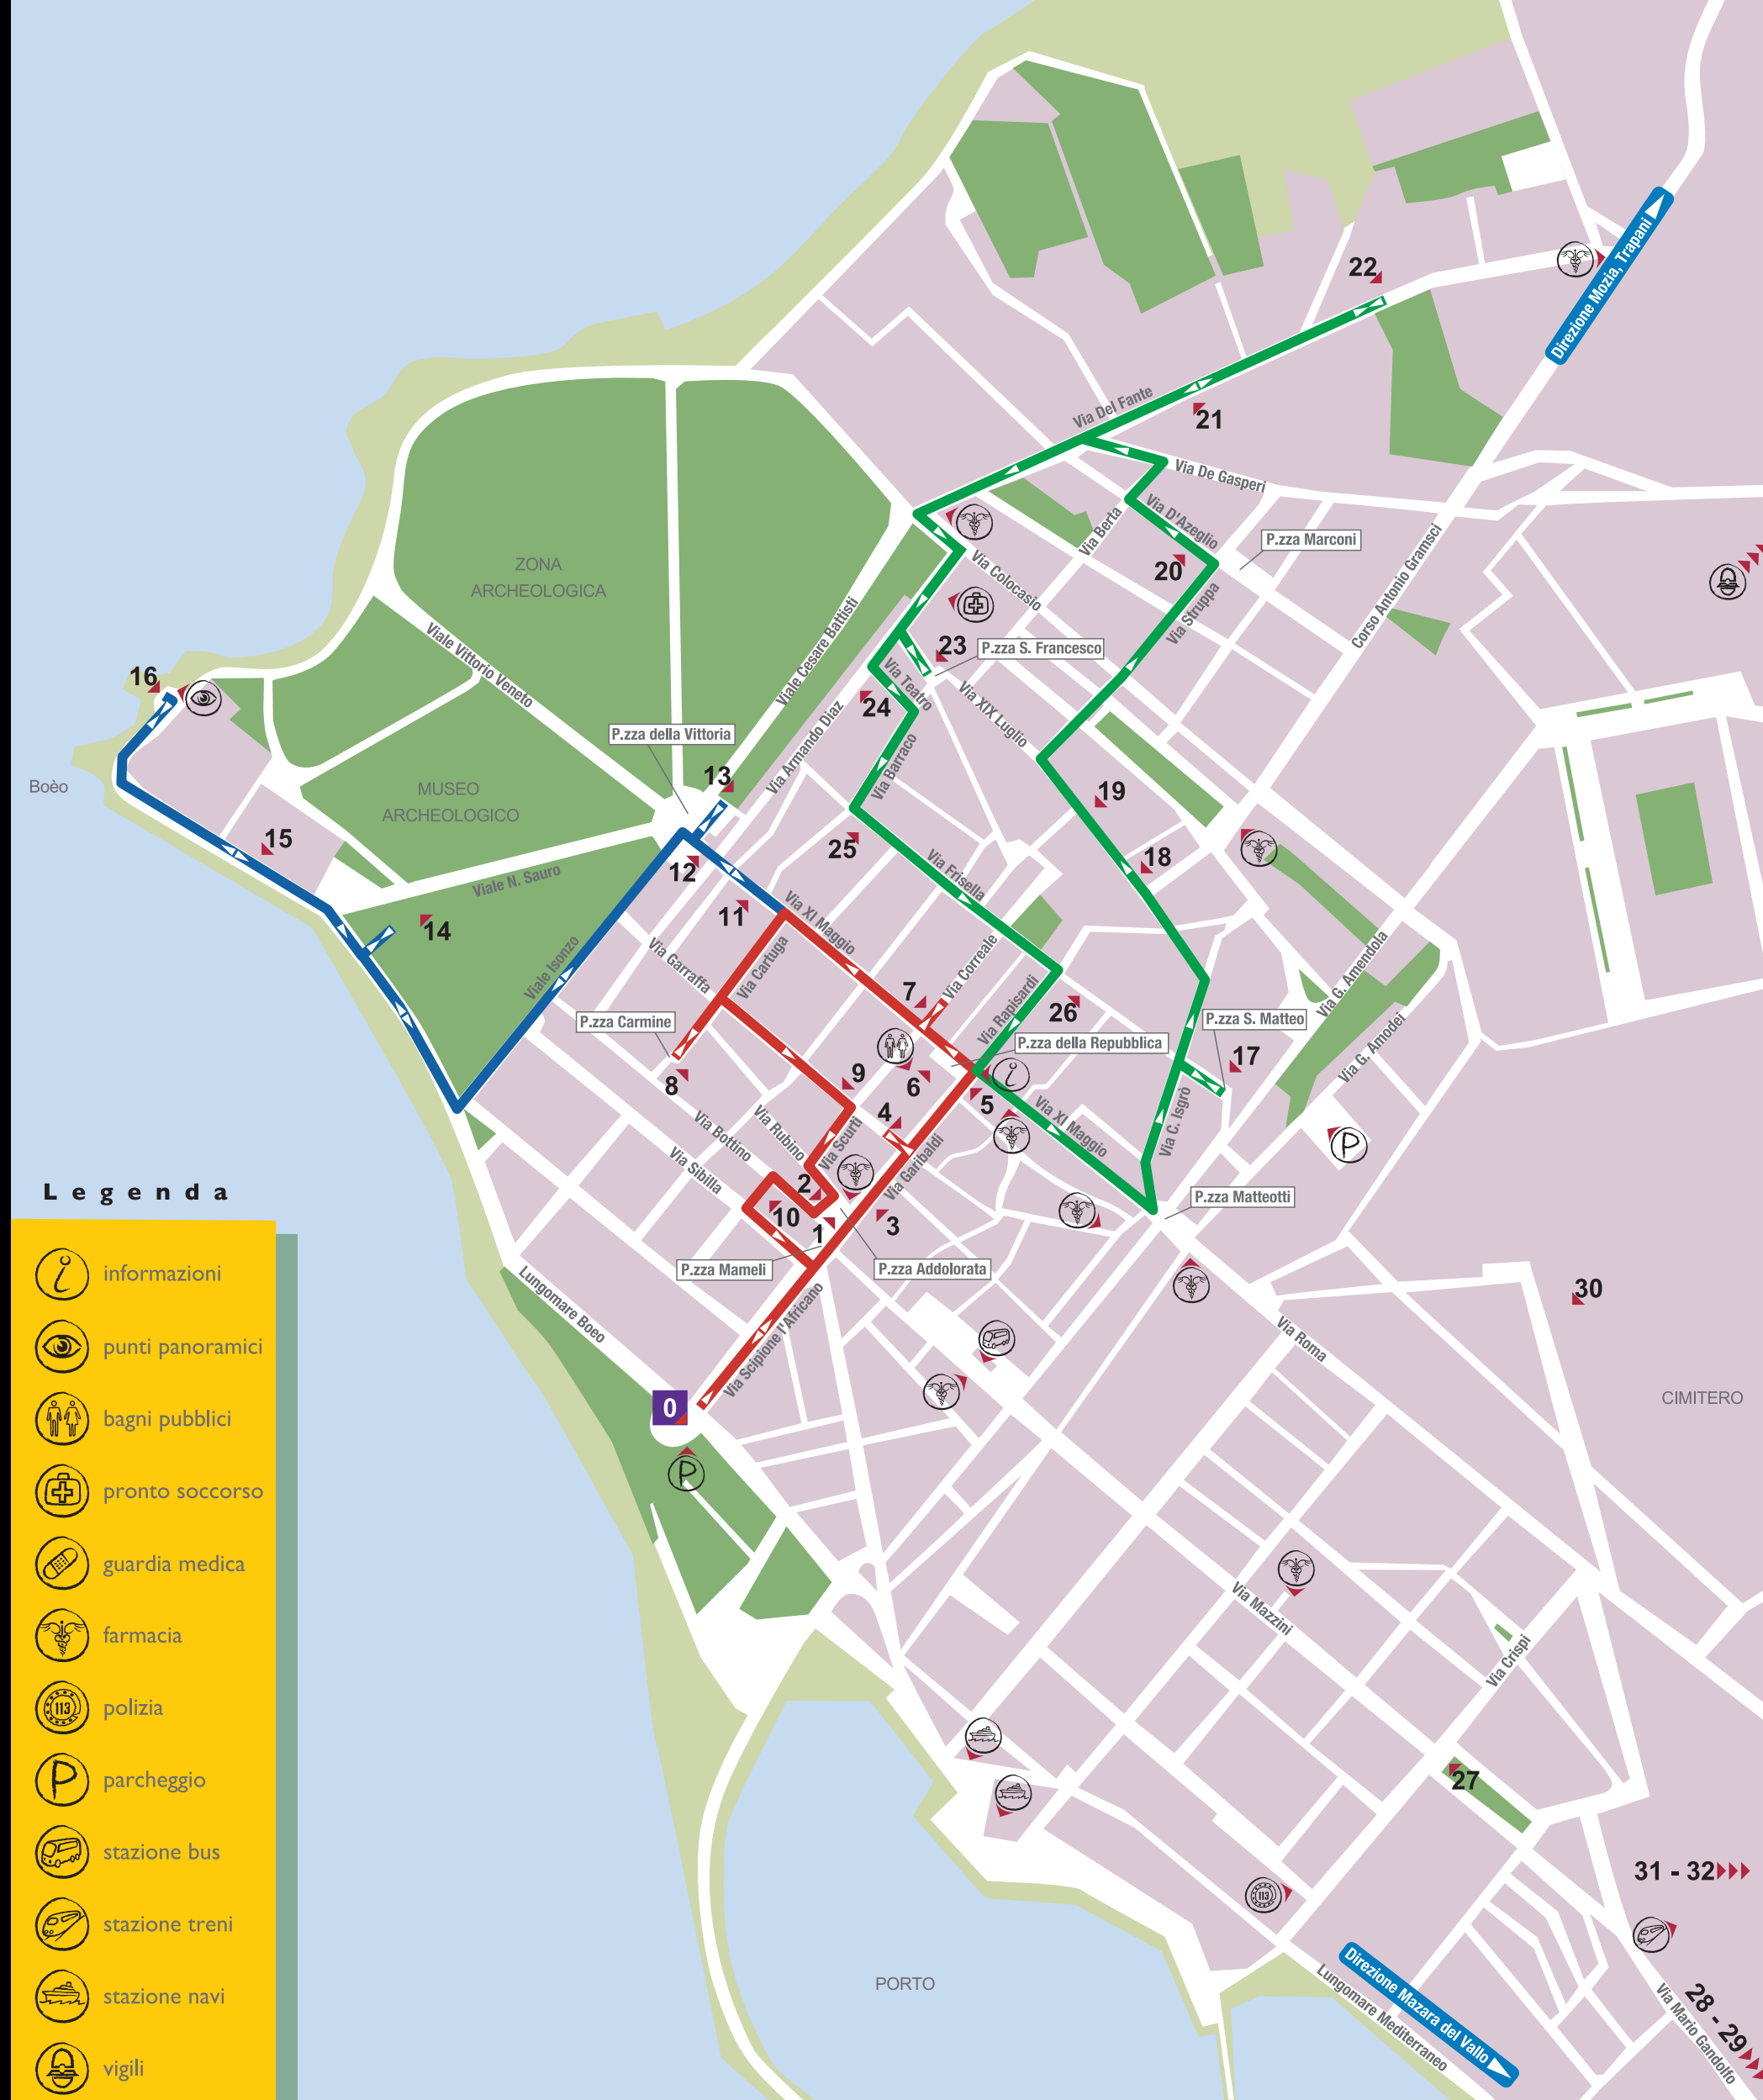 22
Direzione Mozia, Trapani
Via Del Fante
21
Via De Gasperi
Via D'Azeglio
Via Berta
P.zza Marconi
20
Via Colocasio
Via Struppa
Corso Antonio Gramsci
ZONA
ARCHEOLOGICA
Viale Vittorio Veneto
Viale Cesare Battisti
23
P.zza S. Francesco
16
Via Teatro
24
Via XIX Luglio
P.zza della Vittoria
Via Armando Diaz
Via Barraco
13
Boèo
MUSEO
ARCHEOLOGICO
19
15
25
18
12
Via Frisella
Viale N. Sauro
11
Via XI Maggio
14
Viale Isonzo
Via Garraffa
Via Cartuga
Via Correale
Via G. Amendola
7
Via Rapisardi
26
P.zza Carmine
P.zza S. Matteo
P.zza della Repubblica
Via G. Amodei
17
8
9
6
5
4
Via XI Maggio
Via C. Isgrò
Via Bottino
Via Rubino
Via Scurti
Via Garibaldi
Via Sibilla
2
10
1
3
P.zza Matteotti
P.zza Mameli
P.zza Addolorata
Lungomare Boeo
Via Scipione l'Africano
30
Via Roma
0
CIMITERO
P
P
Via Mazzini
Via Crispi
27
31 - 32
113
PORTO
Direzione Mazara del Vallo
Lungomare Mediterraneo
28 - 29
Via Mario Gandolfo
Legenda
i informazioni
punti panoramici
bagni pubblici
pronto soccorso
guardia medica
farmacia
113 polizia
P parcheggio
stazione bus
stazione treni
stazione navi
vigili